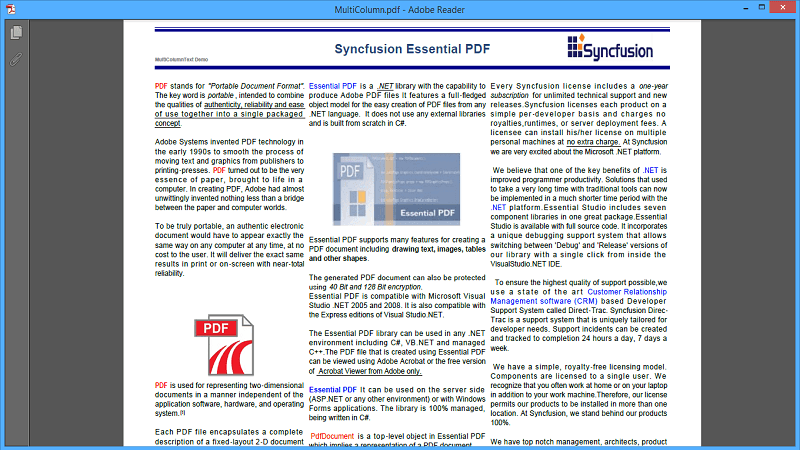 MultiColumn.pdf - Adobe Reader
Syncfusion Essential PDF
Syncfusion
MultiColumnText Demo
PDF stands for "Portable Document Format".
The key word is portable , intended to combine
the qualities of authenticity, reliability and ease
of use together into a single packaged
concept.
Adobe Systems invented PDF technology in
the early 1990s to smooth the process of
moving text and graphics from publishers to
printing-presses. PDF turned out to be the very
essence of paper, brought to life in a
computer. In creating PDF, Adobe had almost
unwittingly invented nothing less than a bridge
between the paper and computer worlds.
To be truly portable, an authentic electronic
document would have to appear exactly the
same way on any computer at any time, at no
cost to the user. It will deliver the exact same
results in print or on-screen with near-total
reliability.
PDF
PDF is used for representing two-dimensional
documents in a manner independent of the
application software, hardware, and operating
system.[1]
Each PDF file encapsulates a complete
description of a fixed-layout 2-D document
Essential PDF is a .NET library with the capability to
produce Adobe PDF files It features a full-fledged
object model for the easy creation of PDF files from any
.NET language. It does not use any external libraries
and is built from scratch in C#.
PDF
Essential PDF
Essential PDF supports many features for creating a
PDF document including drawing text, images, tables
and other shapes.
The generated PDF document can also be protected
using 40 Bit and 128 Bit encryption.
Essential PDF is compatible with Microsoft Visual
Studio .NET 2005 and 2008. It is also compatible with
the Express editions of Visual Studio.NET.
The Essential PDF library can be used in any .NET
environment including C#, VB.NET and managed
C++.The PDF file that is created using Essential PDF
can be viewed using Adobe Acrobat or the free version
of Acrobat Viewer from Adobe only.
Essential PDF It can be used on the server side
(ASP.NET or any other environment) or with Windows
Forms applications. The library is 100% managed,
being written in C#.
PdfDocument is a top-level object in Essential PDF
which implies a representation of a PDF document.
Every Syncfusion license includes a one-year
subscription for unlimited technical support and new
releases.Syncfusion licenses each product on a
simple per-developer basis and charges no
royalties,runtimes, or server deployment fees. A
licensee can install his/her license on multiple
personal machines at no extra charge. At Syncfusion
we are very excited about the Microsoft .NET platform.
We believe that one of the key benefits of .NET is
improved programmer productivity. Solutions that used
to take a very long time with traditional tools can now
be implemented in a much shorter time period with the
.NET platform.Essential Studio includes seven
component libraries in one great package.Essential
Studio is available with full source code. It incorporates
a unique debugging support system that allows
switching between 'Debug' and 'Release' versions of
our library with a single click from inside the
VisualStudio.NET IDE.
To ensure the highest quality of support possible,we
use a state of the art Customer Relationship
Management software (CRM) based Developer
Support System called Direct-Trac. Syncfusion Direc-
Trac is a support system that is uniquely tailored for
developer needs. Support incidents can be created
and tracked to completion 24 hours a day, 7 days a
week.
We have a simple, royalty-free licensing model.
Components are licensed to a single user. We
recognize that you often work at home or on your laptop
in addition to your work machine.Therefore, our license
permits our products to be installed in more than one
location. At Syncfusion, we stand behind our products
100%.
We have top notch management, architects, product